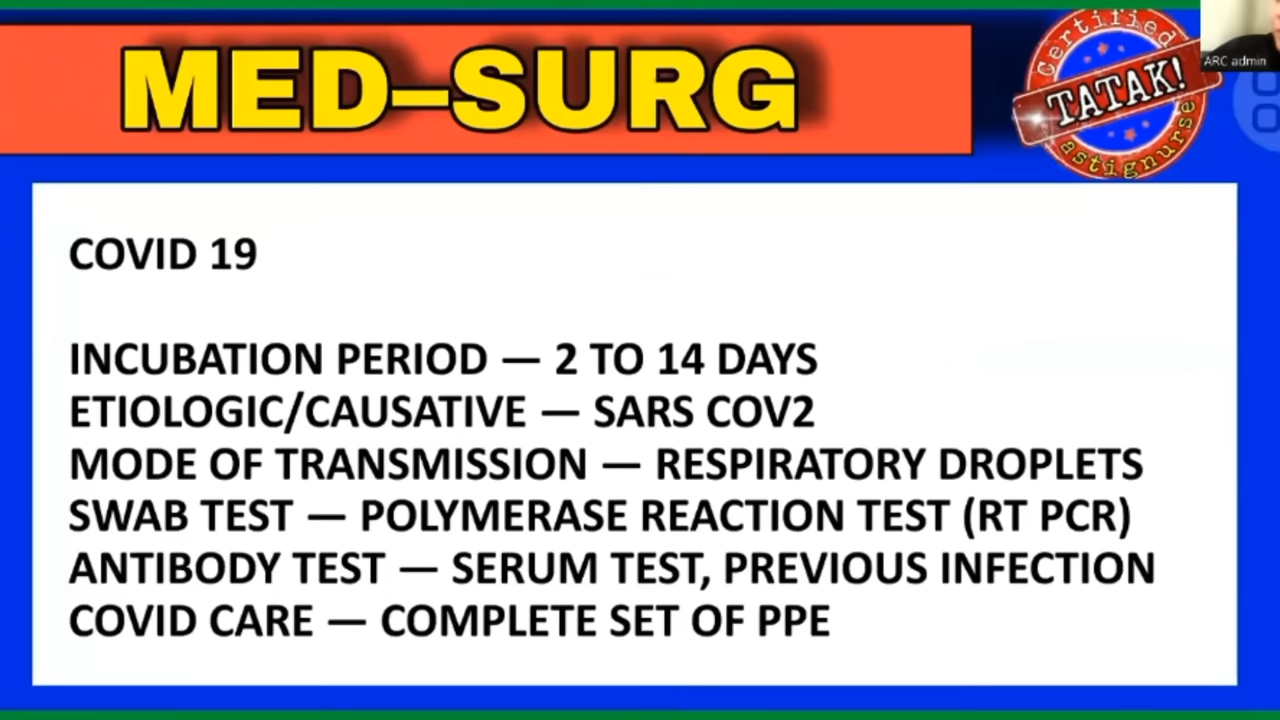 MED–SURG
Certified
TATAK!
astignurse
ARC admin
COVID 19
INCUBATION PERIOD — 2 TO 14 DAYS
ETIOLOGIC/CAUSATIVE — SARS COV2
MODE OF TRANSMISSION — RESPIRATORY DROPLETS
SWAB TEST — POLYMERASE REACTION TEST (RT PCR)
ANTIBODY TEST — SERUM TEST, PREVIOUS INFECTION
COVID CARE — COMPLETE SET OF PPE